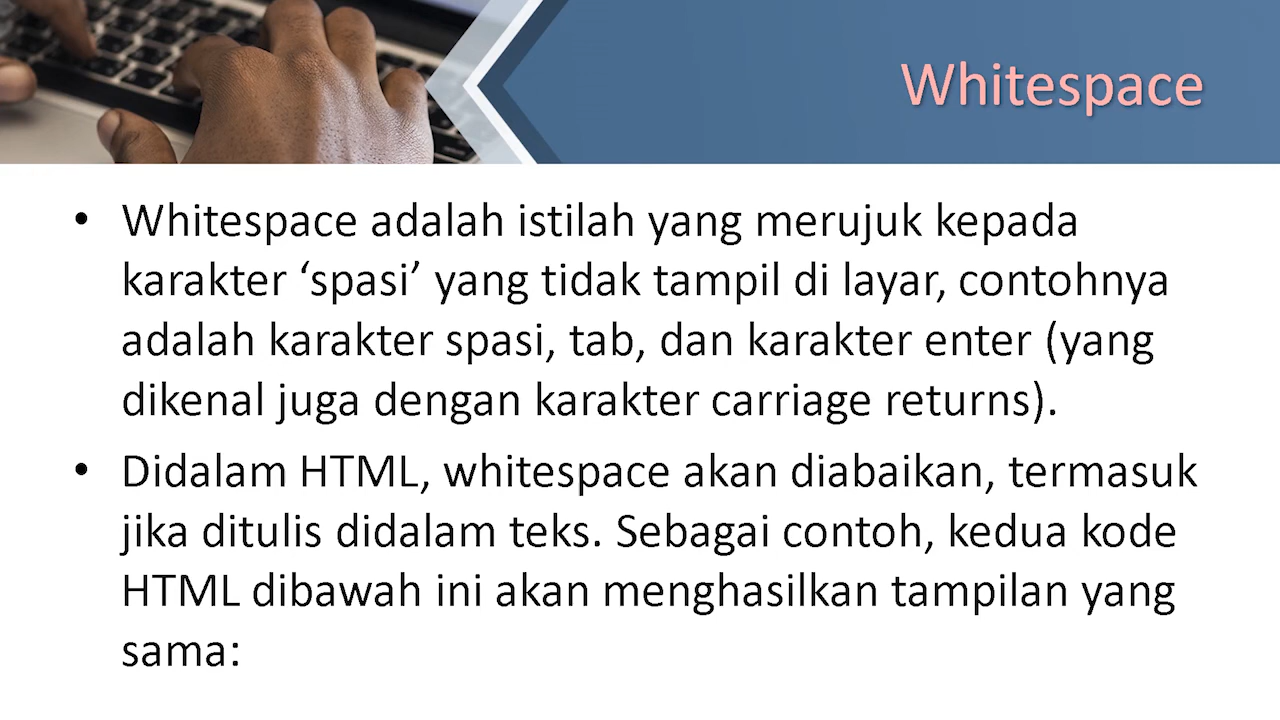 Whitespace
• Whitespace adalah istilah yang merujuk kepada
karakter ‘spasi’ yang tidak tampil di layar, contohnya
adalah karakter spasi, tab, dan karakter enter (yang
dikenal juga dengan karakter carriage returns).
• Didalam HTML, whitespace akan diabaikan, termasuk
jika ditulis didalam teks. Sebagai contoh, kedua kode
HTML dibawah ini akan menghasilkan tampilan yang
sama: